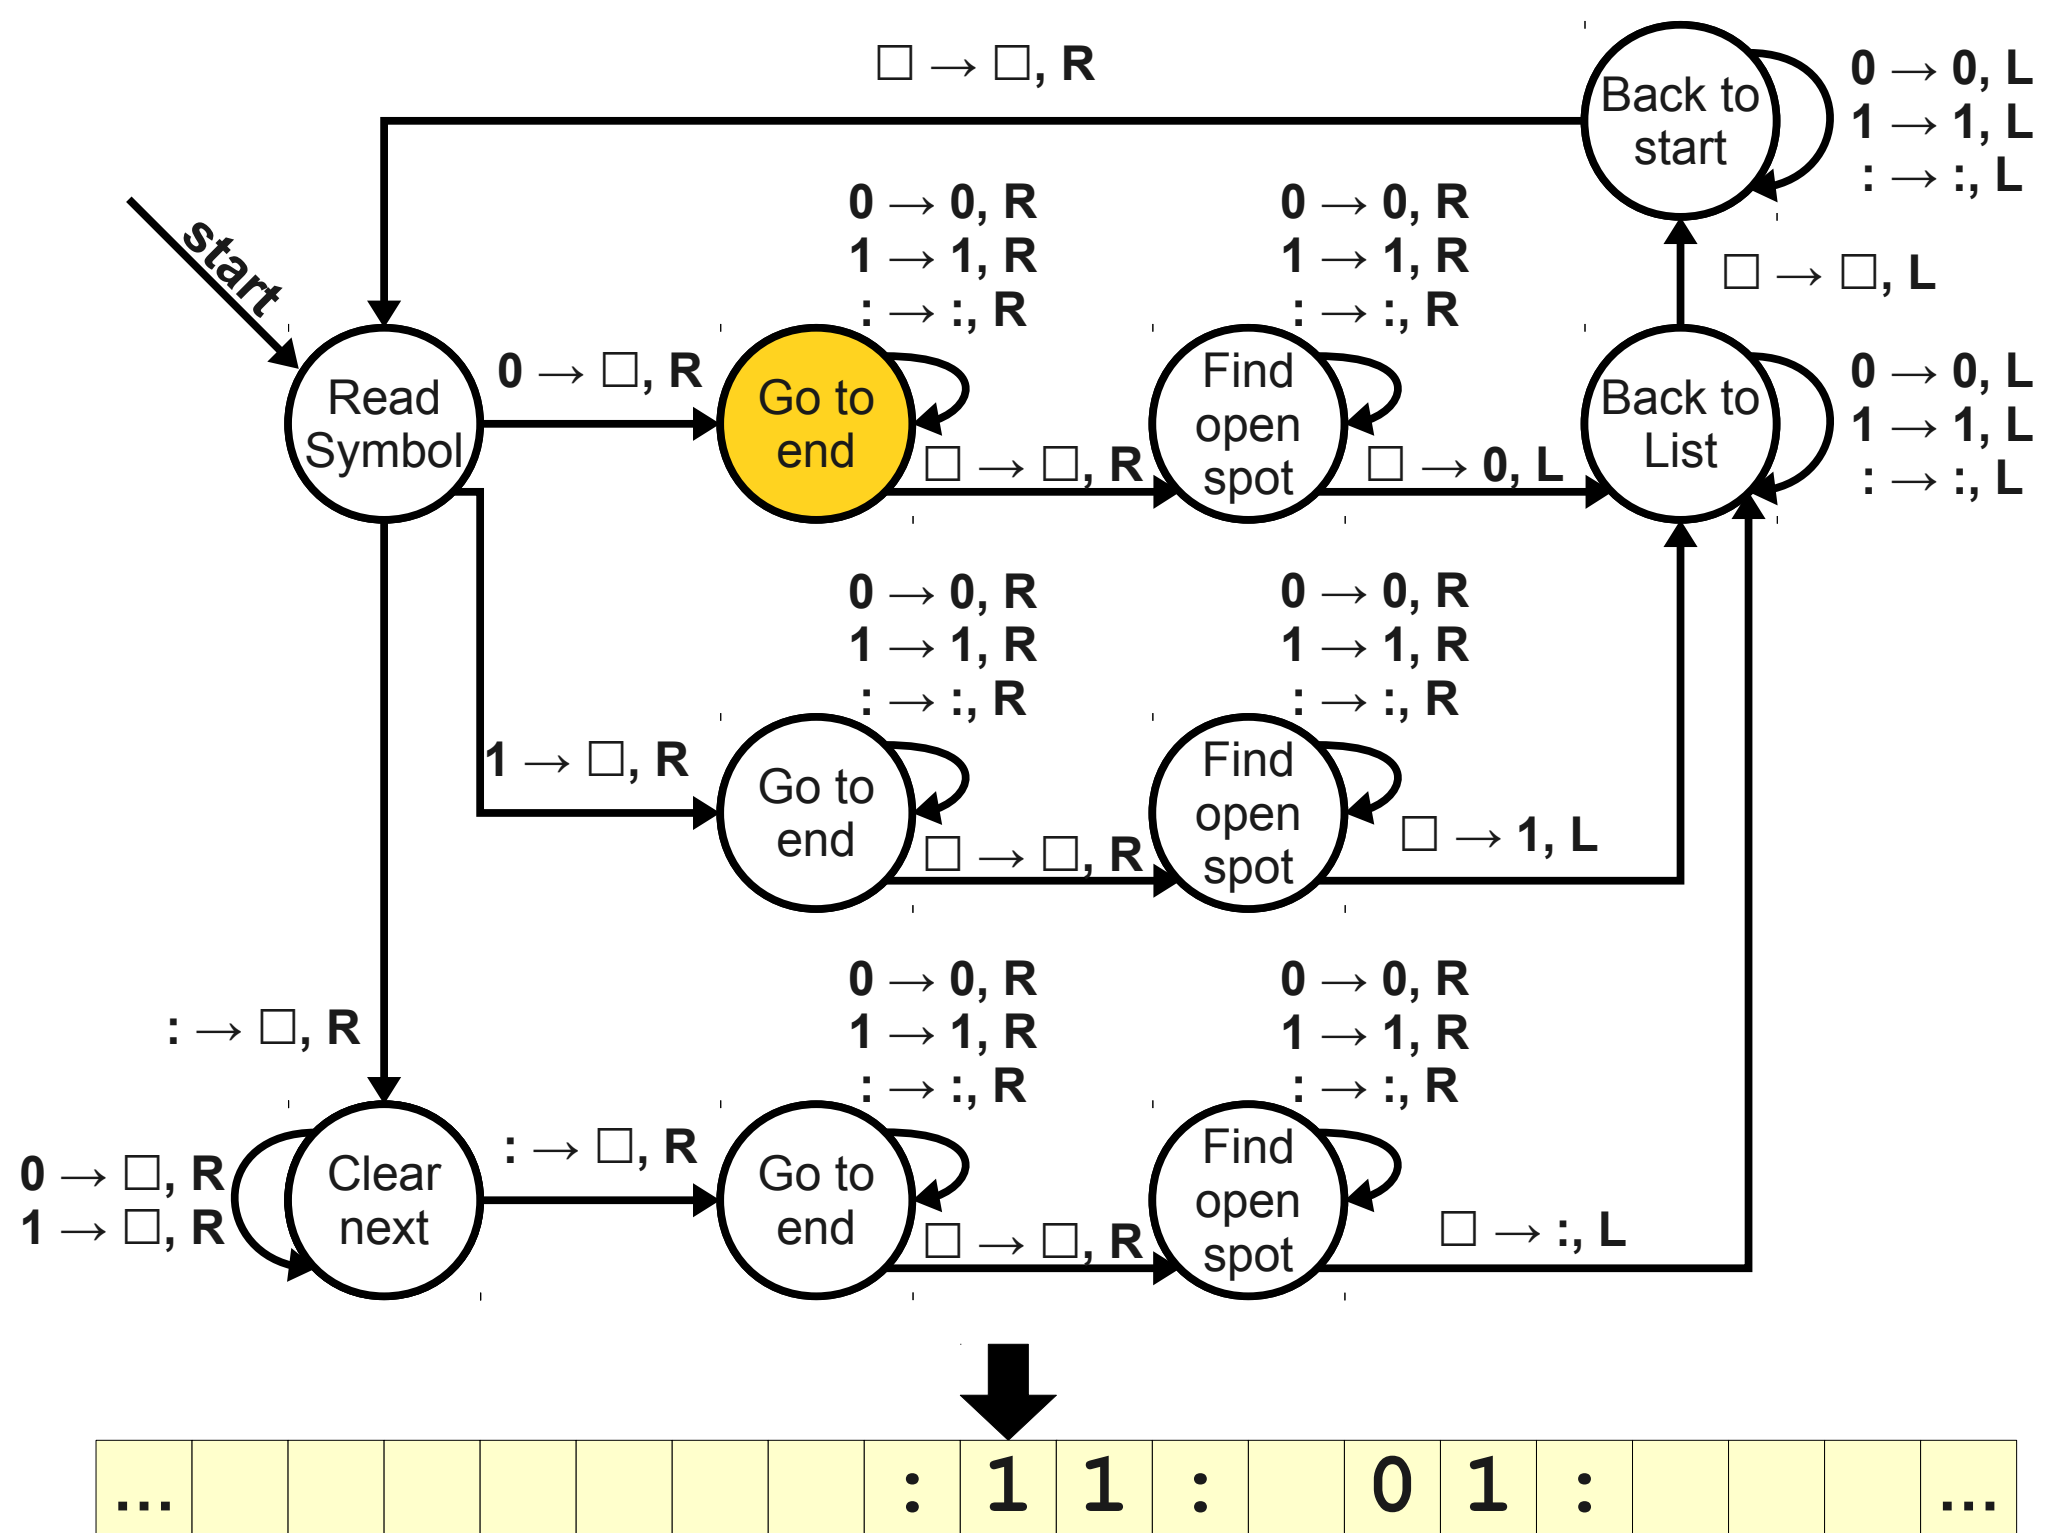 □ → □, R
Back to
start
0 → 0, L
1 → 1, L
: → :, L
start
0 → 0, R
1 → 1, R
: → :, R
0 → 0, R
1 → 1, R
: → :, R
□ → □, L
Read
Symbol
0 → □, R
Go to
end
□ → □, R
Find
open
spot
□ → 0, L
Back to
List
0 → 0, L
1 → 1, L
: → :, L
0 → 0, R
1 → 1, R
: → :, R
0 → 0, R
1 → 1, R
: → :, R
1 → □, R
Go to
end
□ → □, R
Find
open
spot
□ → 1, L
: → □, R
0 → 0, R
1 → 1, R
: → :, R
0 → 0, R
1 → 1, R
: → :, R
0 → □, R
1 → □, R
Clear
next
: → □, R
Go to
end
□ → □, R
Find
open
spot
□ → :, L
... : 1 1 : 0 1 : ...